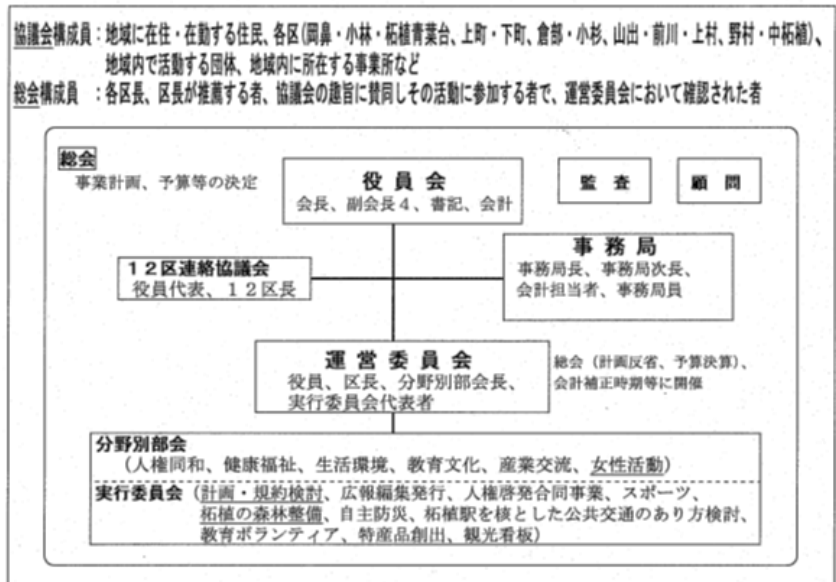 協議会構成員：地域に在住・在勤する住民、各区(岡鼻・小林・柘植青葉台、上町・下町、倉部・小杉、山出・前川・上村、野村・中柘植)、
地域内で活動する団体、地域内に所在する事業所など
総会構成員　：各区長、区長が推薦する者、協議会の趣旨に賛同しその活動に参加する者で、運営委員会において確認された者
総会
事業計画、予算等の決定
役員会
会長、副会長４、書記、会計
監　査
顧　問
事務局
事務局長、事務局次長、
会計担当者、事務局員
１２区連絡協議会
役員代表、１２区長
運営委員会
役員、区長、分野別部会長、
実行委員会代表者
総会（計画反省、予算決算）、
会計補正時期等に開催
分野別部会
（人権同和、健康福祉、生活環境、教育文化、産業交流、女性活動）
実行委員会（計画・規約検討、広報編集発行、人権啓発合同事業、スポーツ、
柘植の森林整備、自主防災、柘植駅を核とした公共交通のあり方検討、
教育ボランティア、特産品創出、観光看板）